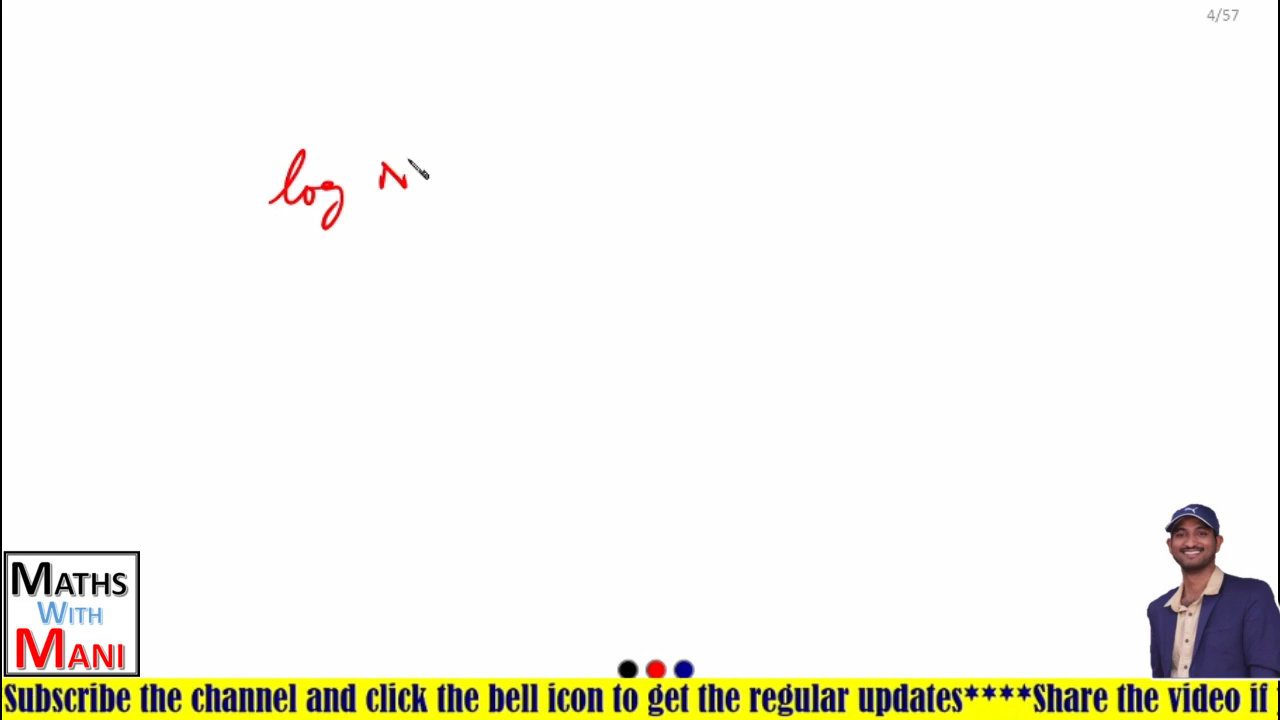 4/57
log N
MATHS
WITH
MANI
Subscribe the channel and click the bell icon to get the regular updates****Share the video if